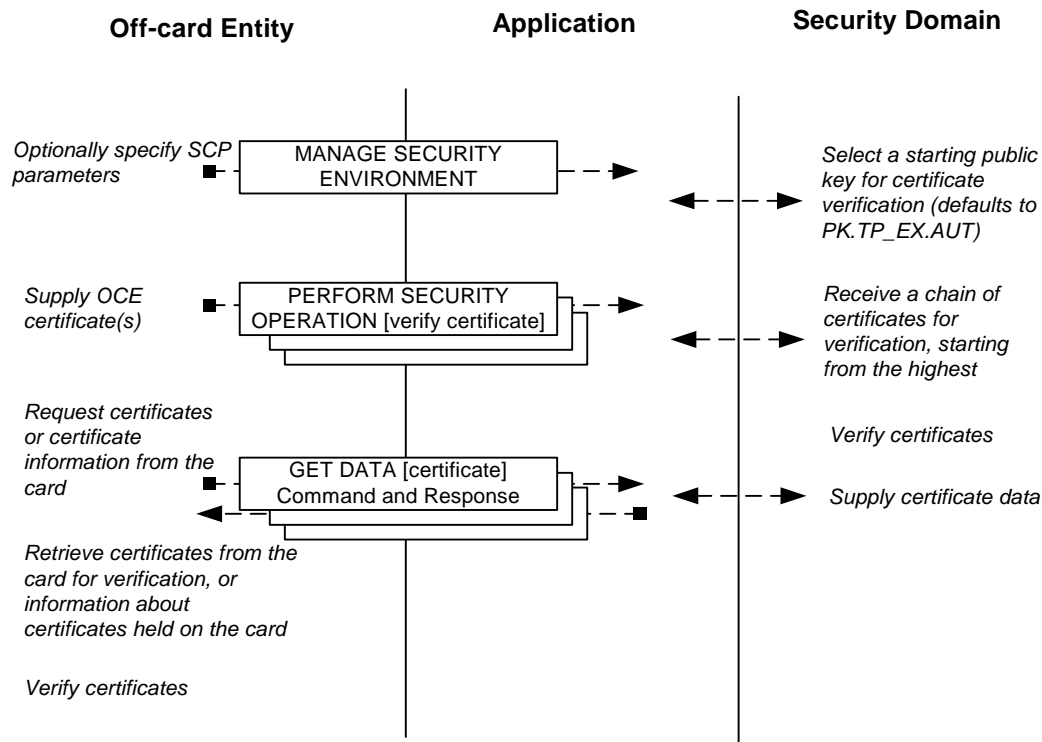 Off-card Entity
Application
Security Domain
Optionally specify SCP
parameters
MANAGE SECURITY
ENVIRONMENT
Select a starting public
key for certificate
verification (defaults to
PK.TP_EX.AUT)
Supply OCE
certificate(s)
PERFORM SECURITY
OPERATION [verify certificate]
Receive a chain of
certificates for
verification, starting
from the highest
Request certificates
or certificate
information from the
card
Verify certificates
GET DATA [certificate]
Command and Response
Supply certificate data
Retrieve certificates from the
card for verification, or
information about
certificates held on the card
Verify certificates